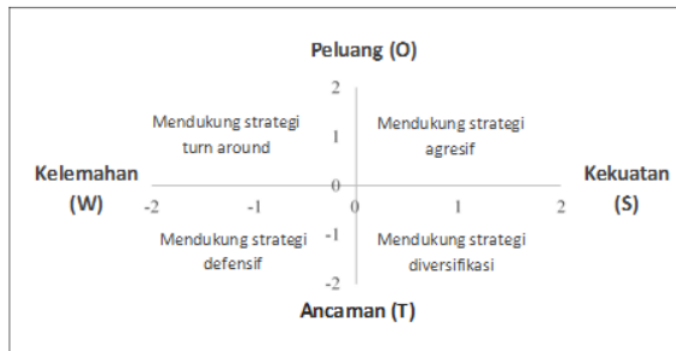 Peluang (O)
2
Mendukung strategi
turn around
1
Mendukung strategi
agresif
Kelemahan
(W)
0
Kekuatan
(S)
-2
-1
0
1
2
Mendukung strategi
defensif
-1
Mendukung strategi
diversifikasi
-2
Ancaman (T)